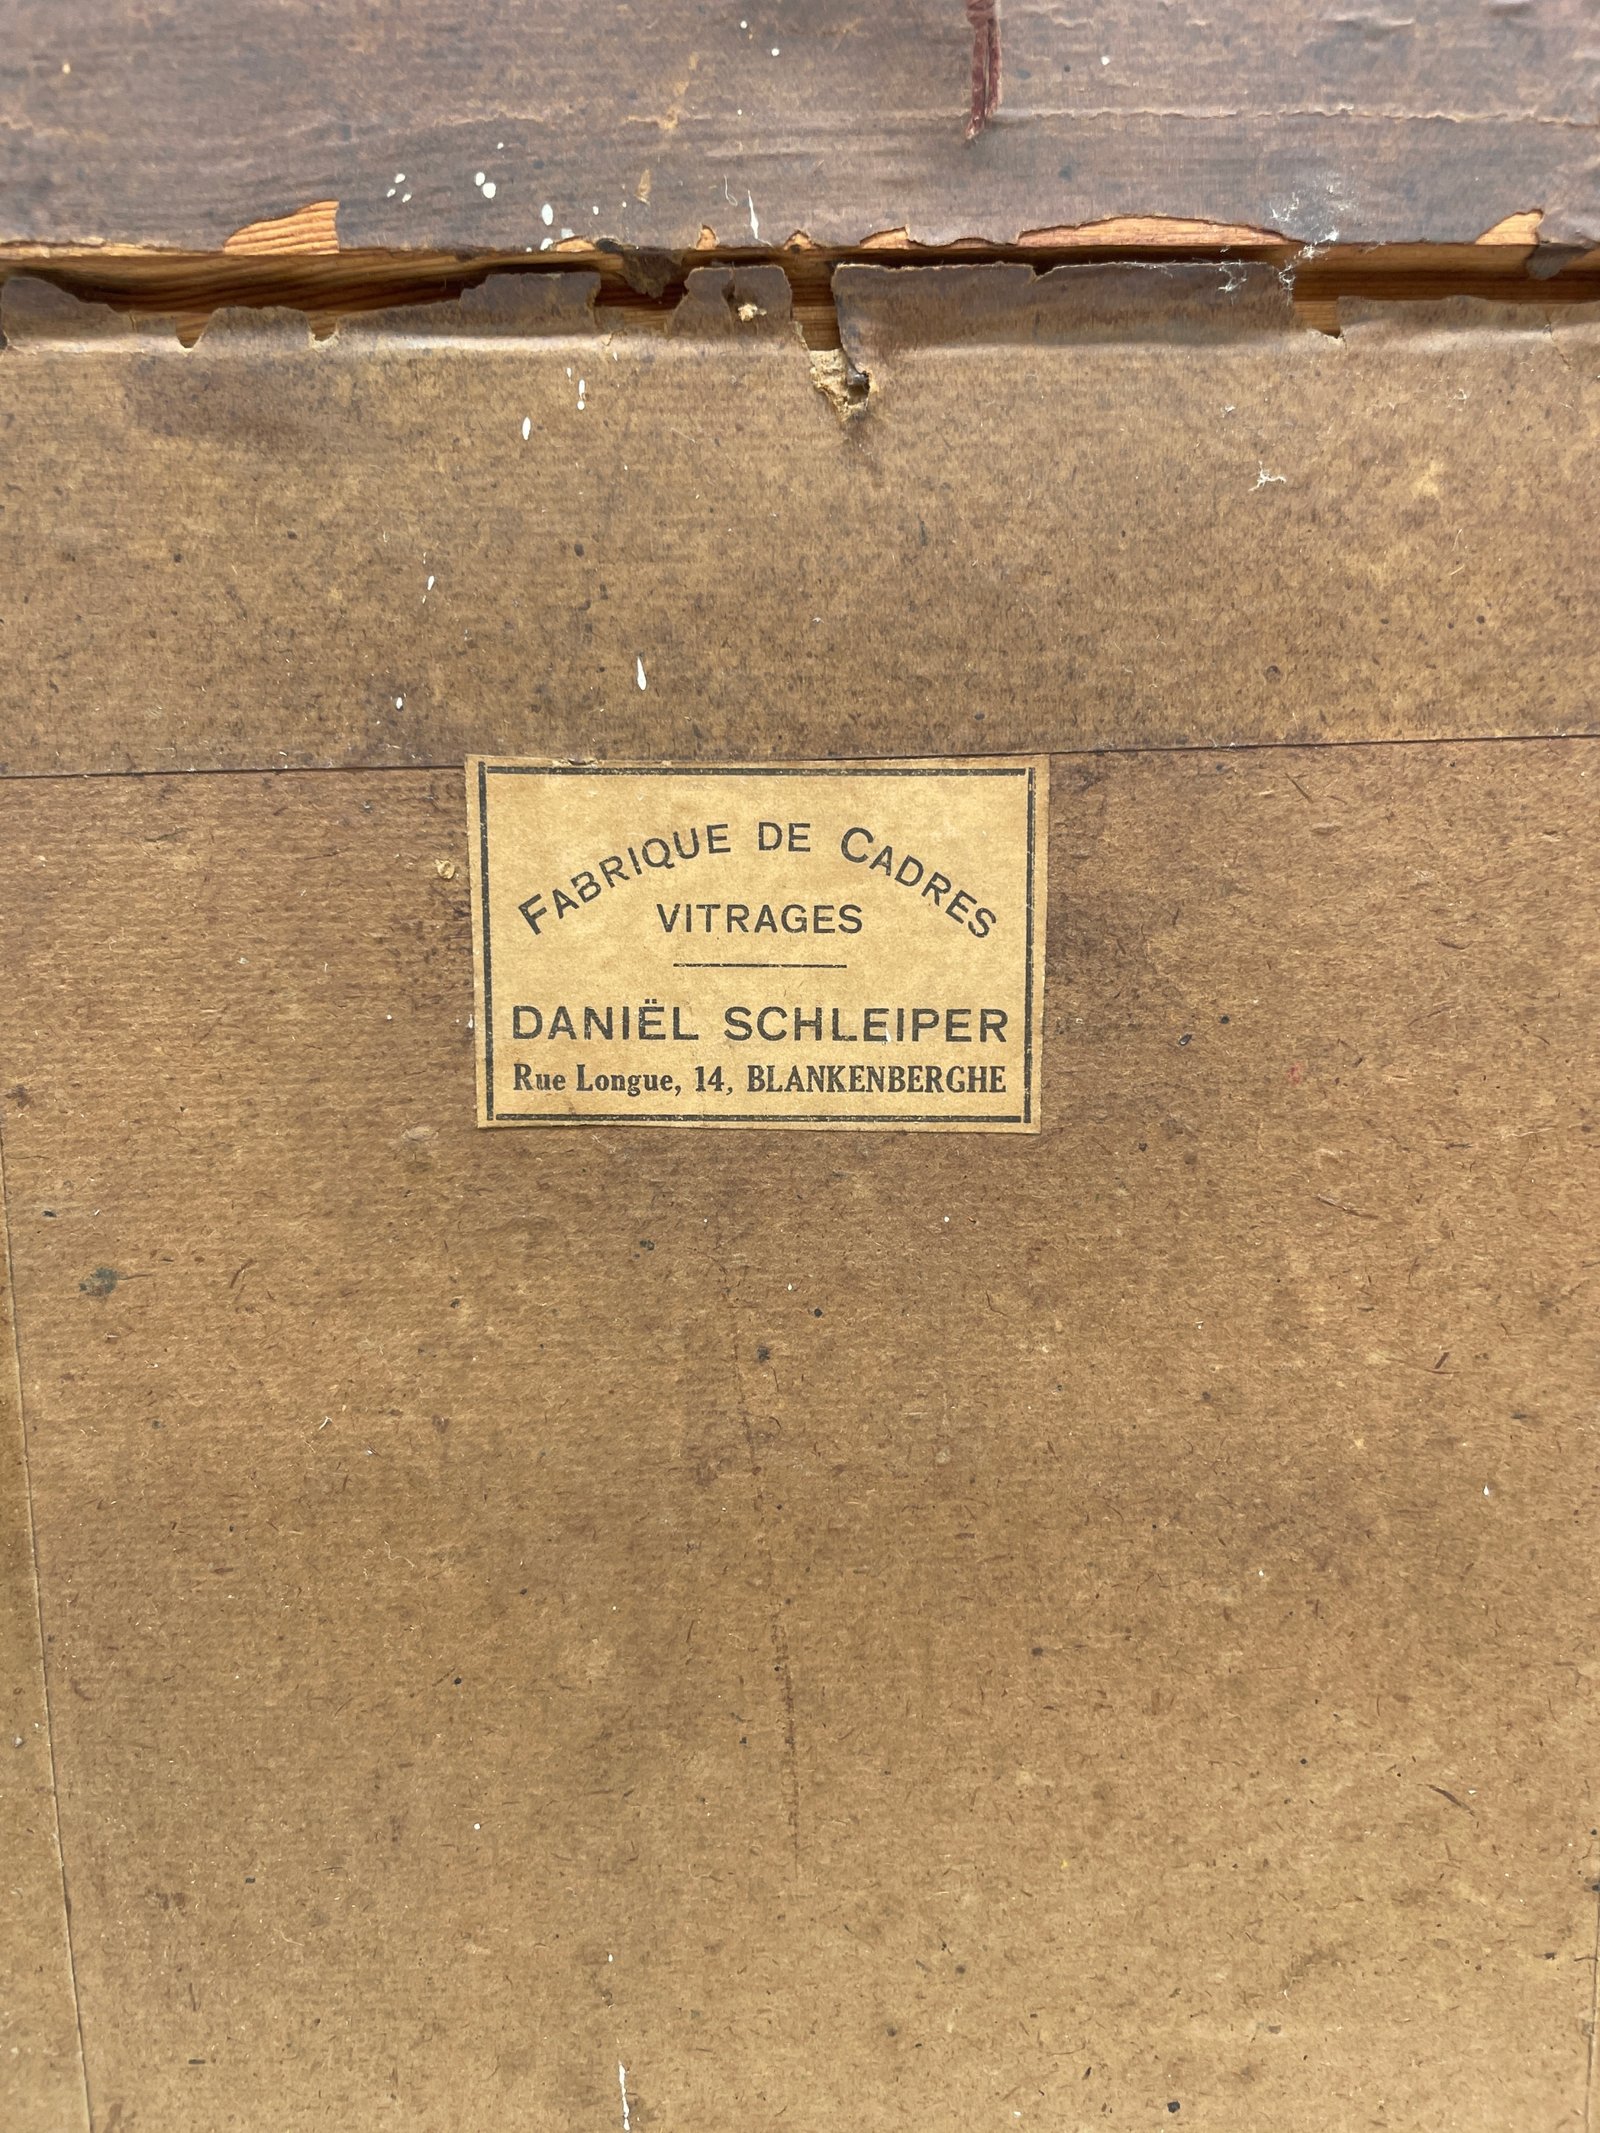 FABRIQUE DE CADRES
VITRAGES
DANIËL SCHLEIPER
Rue Longue, 14, BLANKENBERGHE